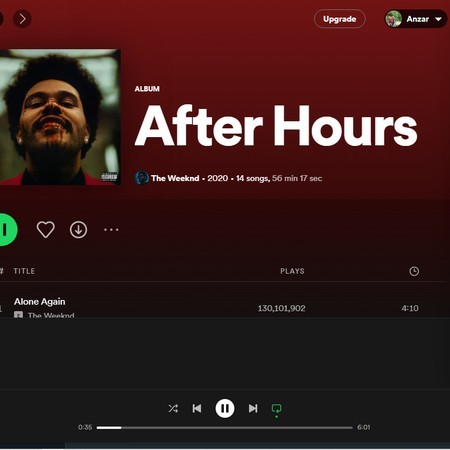 Upgrade
Anzar
ALBUM
After Hours
The Weeknd • 2020 • 14 songs, 56 min 17 sec
# TITLE PLAYS
Alone Again
130,101,902 4:10
E The Weeknd
0:35 6:01